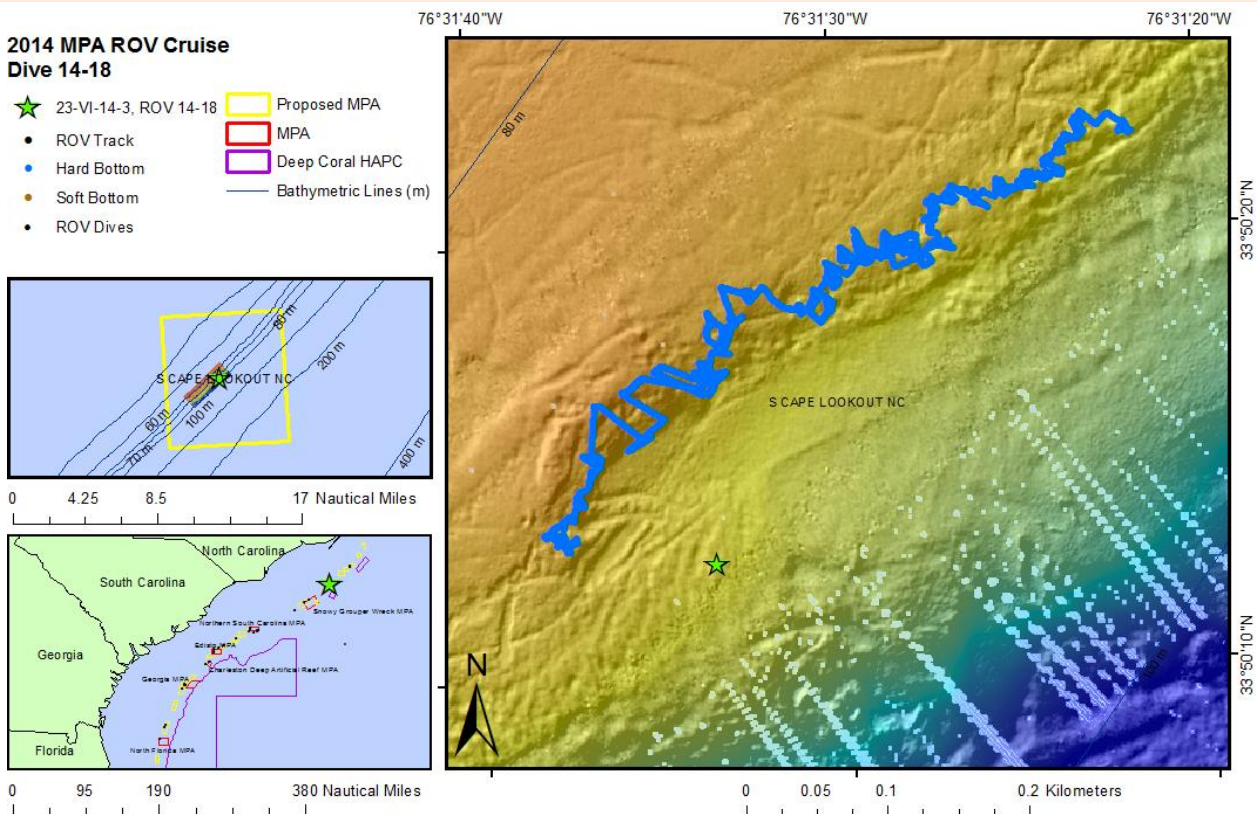 2014 MPA ROV Cruise
Dive 14-18
23-VI-14-3, ROV 14-18
ROV Track
Hard Bottom
Soft Bottom
ROV Dives
Proposed MPA
MPA
Deep Coral HAPC
Bathymetric Lines (m)
80 m
200 m
S CAPE LOOKOUT NC
60 m
100 m
70 m
400 m
0 4.25 8.5 17 Nautical Miles
North Carolina
South Carolina
Snowy Grouper Wreck MPA
Northern South Carolina MPA
Edisto MPA
Charleston Deep Artificial Reef MPA
Georgia
Georgia MPA
Florida
North Florida MPA
0 95 190 380 Nautical Miles
76°31'40"W 76°31'30"W 76°31'20"W
80 m
33°50'20"N
S CAPE LOOKOUT NC
33°50'10"N
N
0 0.05 0.1 0.2 Kilometers